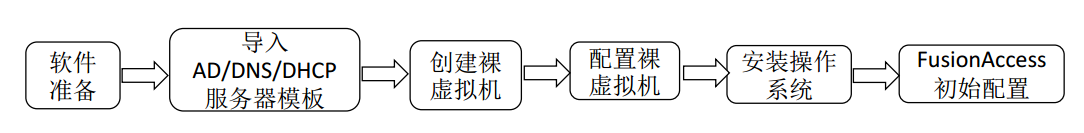 软件
准备
导入
AD/DNS/DHCP
服务器模板
创建裸
虚拟机
配置裸
虚拟机
安装操作
系统
FusionAccess
初始配置